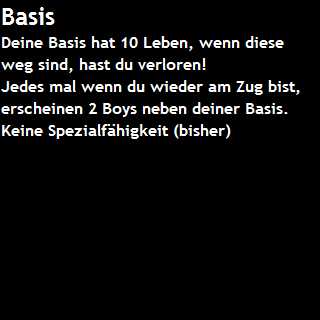 Basis
Deine Basis hat 10 Leben, wenn diese
weg sind, hast du verloren!
Jedes mal wenn du wieder am Zug bist,
erscheinen 2 Boys neben deiner Basis.
Keine Spezialfähigkeit (bisher)